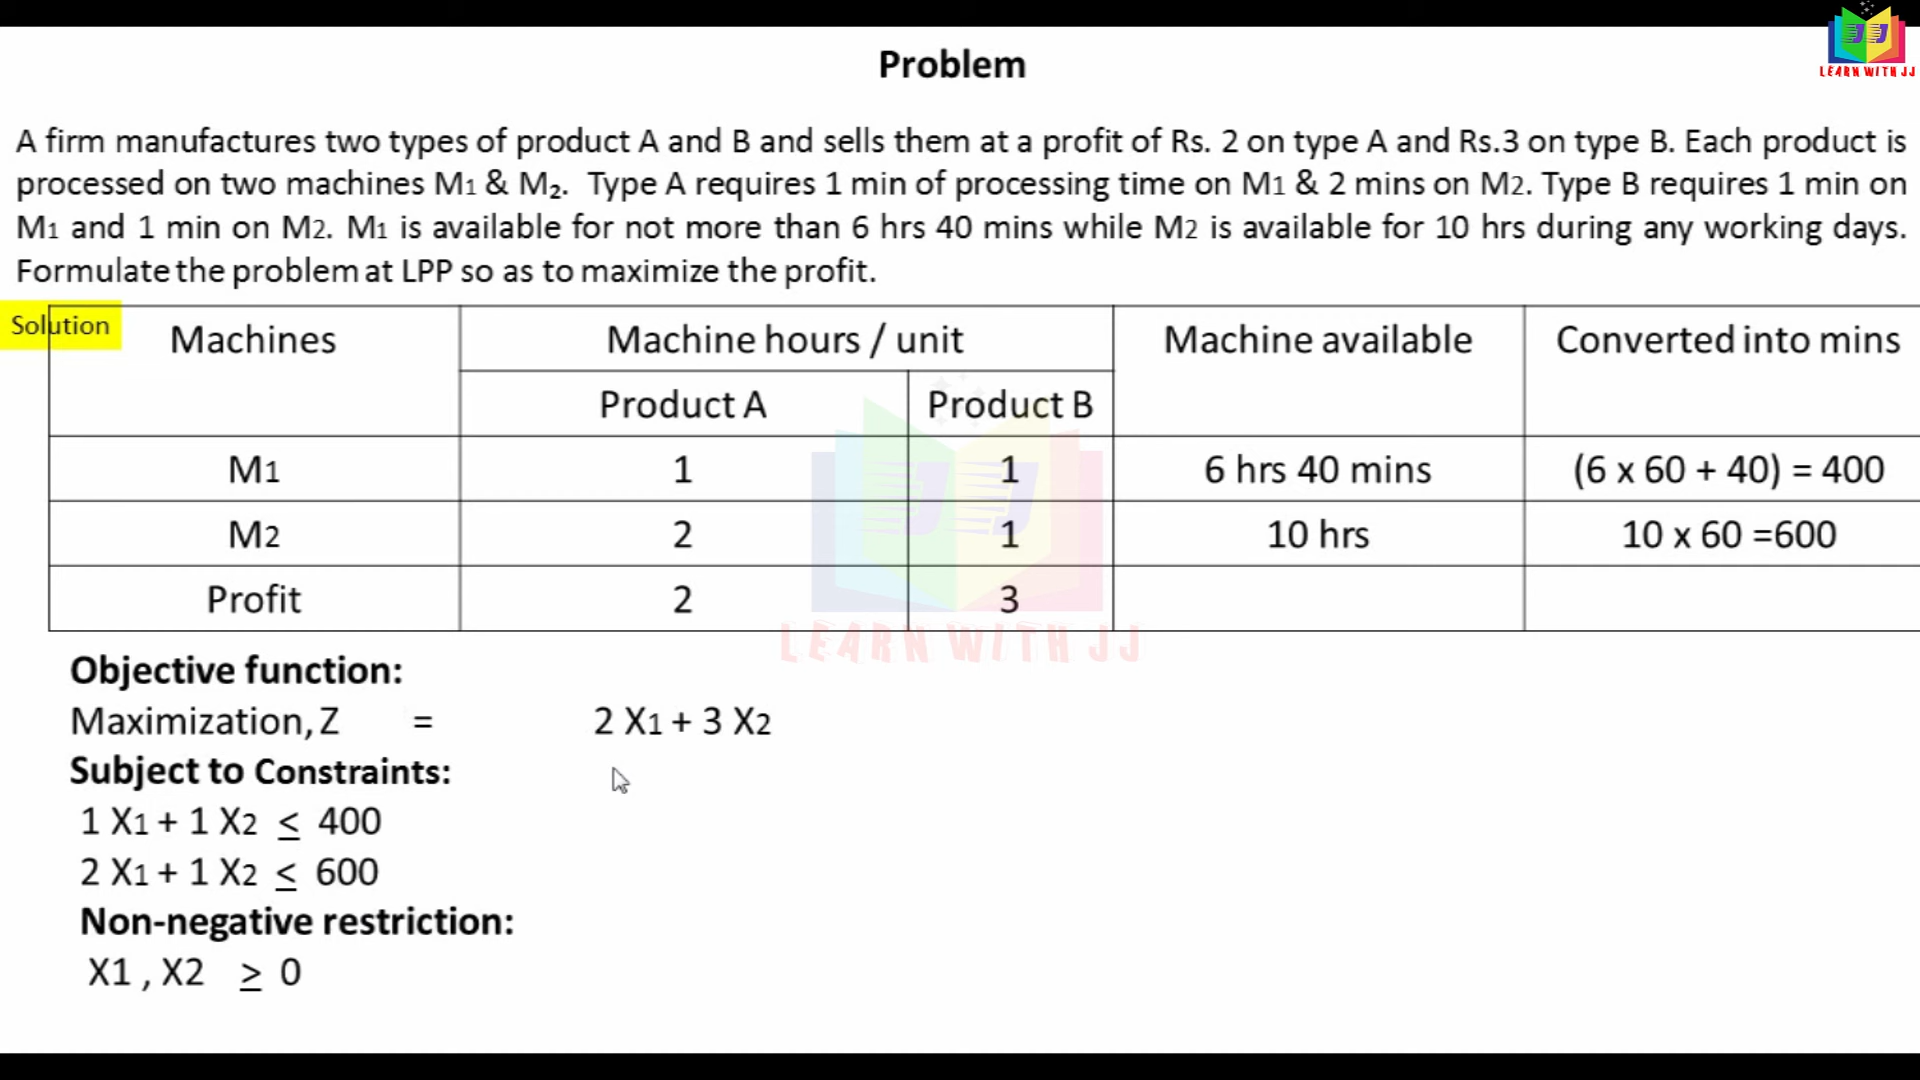 LEARN WITH JJ
Problem
A firm manufactures two types of product A and B and sells them at a profit of Rs. 2 on type A and Rs.3 on type B. Each product is
processed on two machines M1 & M2. Type A requires 1 min of processing time on M1 & 2 mins on M2. Type B requires 1 min on
M1 and 1 min on M2. M1 is available for not more than 6 hrs 40 mins while M2 is available for 10 hrs during any working days.
Formulate the problem at LPP so as to maximize the profit.
Solution
Machines Machine hours / unit Machine available Converted into mins
Product A Product B
M1 1 1 6 hrs 40 mins (6 x 60 + 40) = 400
M2 2 1 10 hrs 10 x 60 =600
Profit 2 3
LEARN WITH JJ
Objective function:
Maximization, Z = 2 X1 + 3 X2
Subject to Constraints:
1 X1 + 1 X2 ≤ 400
2 X1 + 1 X2 ≤ 600
Non-negative restriction:
X1 , X2 ≥ 0